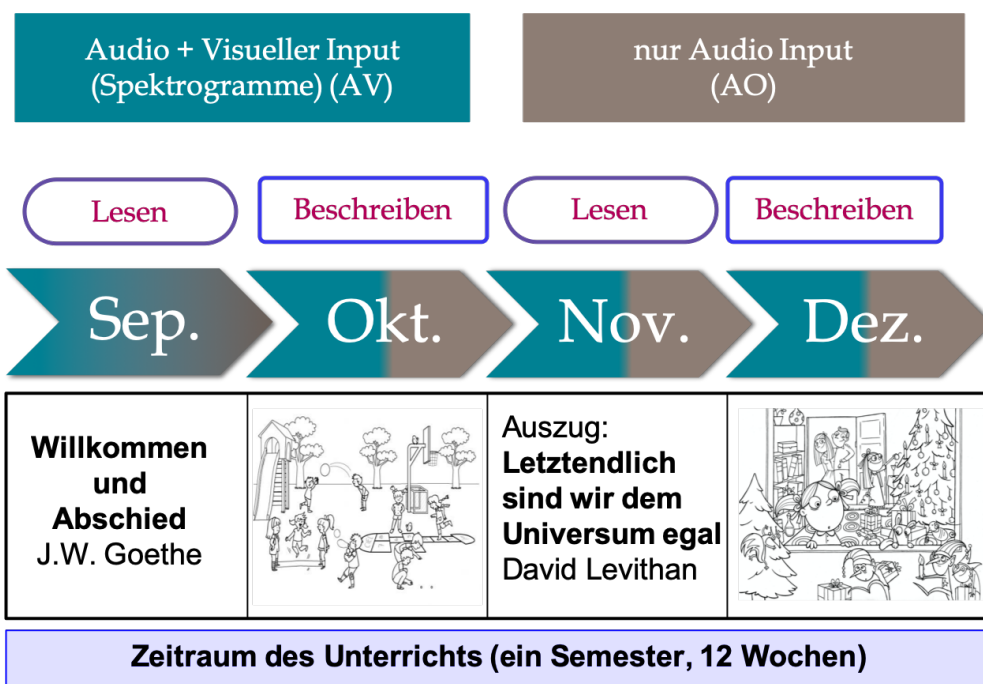 Audio + Visueller Input
(Spektrogramme) (AV)
nur Audio Input
(AO)
Lesen
Beschreiben
Lesen
Beschreiben
Sep.
Okt.
Nov.
Dez.
Willkommen
und
Abschied
J.W. Goethe
Auszug:
Letztendlich
sind wir dem
Universum egal
David Levithan
Zeitraum des Unterrichts (ein Semester, 12 Wochen)